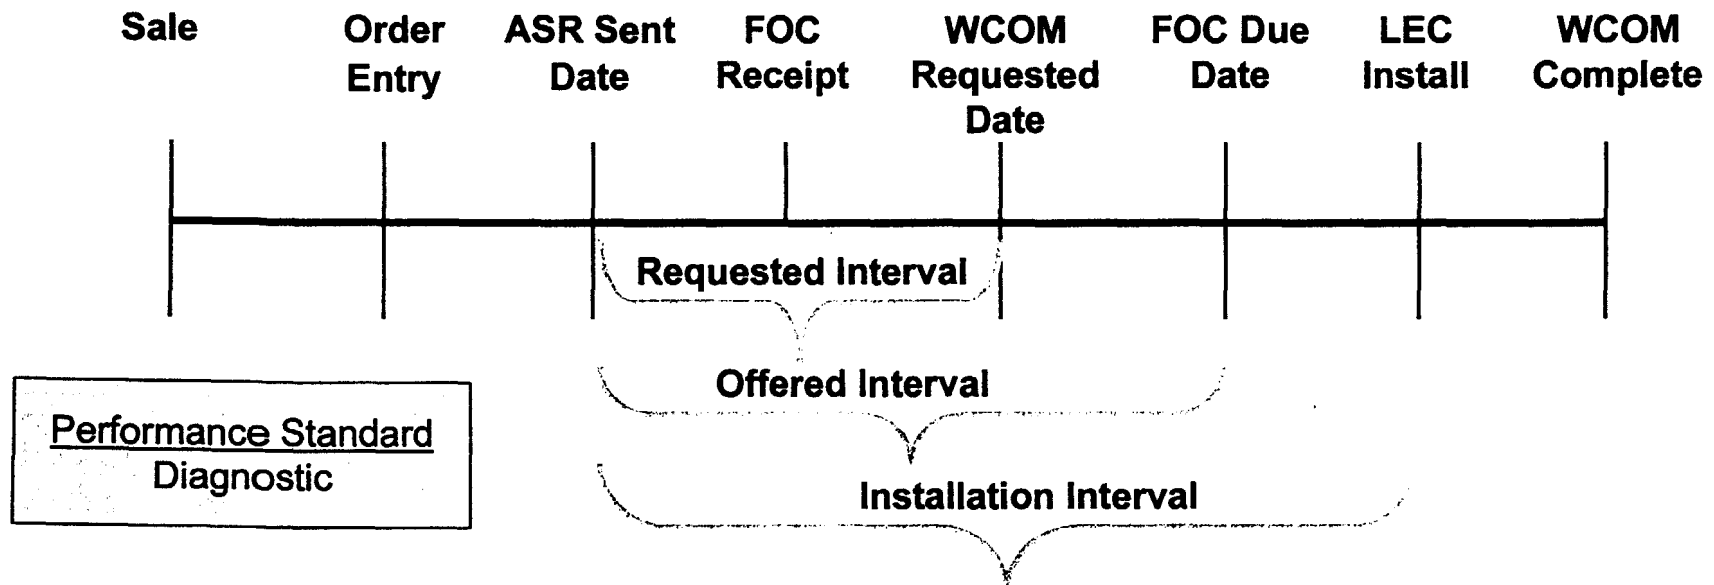 Sale
Order
Entry
ASR Sent
Date
FOC
Receipt
WCOM
Requested
Date
FOC Due
Date
LEC
Install
WCOM
Complete
Requested Interval
Offered Interval
Performance Standard
Diagnostic
Installation Interval